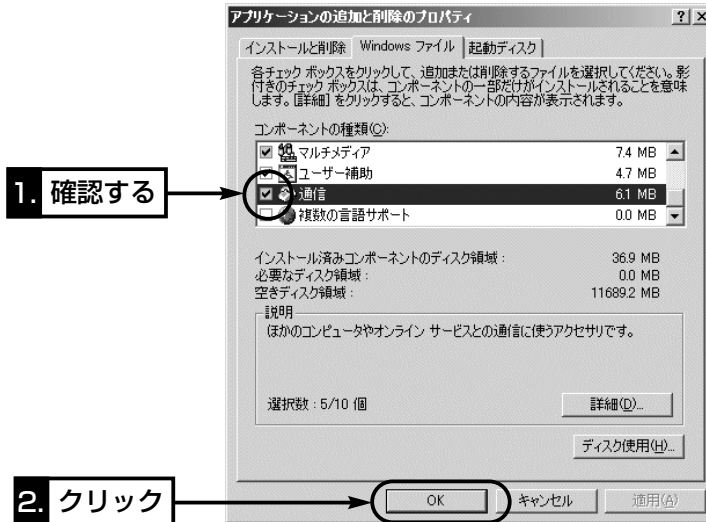 アプリケーションの追加と削除のプロパティ
インストールと削除 Windows ファイル 起動ディスク
各チェック ボックスをクリックして、追加または削除するファイルを選択してください。影
付きのチェック ボックスは、コンポーネントの一部だけがインストールされることを意味
します。[詳細] をクリックすると、コンポーネントの内容が表示されます。
コンポーネントの種類(C):
マルチメディア 7.4 MB
ユーザー補助 4.7 MB
1. 確認する
通信 6.1 MB
複数の言語サポート 0.0 MB
インストール済みコンポーネントのディスク領域 : 36.9 MB
必要なディスク領域 : 0.0 MB
空きディスク領域 : 11689.2 MB
説明
ほかのコンピュータやオンライン サービスとの通信に使うアクセサリです。
選択数 : 5/10 個
詳細(D)...
ディスク使用(H)...
2. クリック
OK キャンセル 適用(A)